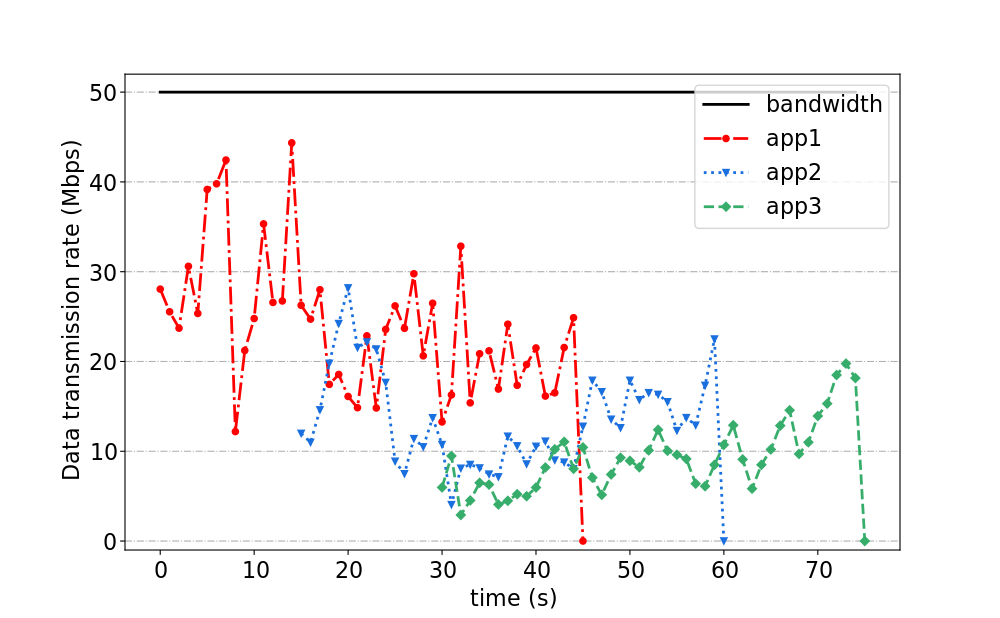 Data transmission rate (Mbps)
50
40
30
20
10
0
bandwidth
app1
app2
app3
0 10 20 30 40 50 60 70
time (s)